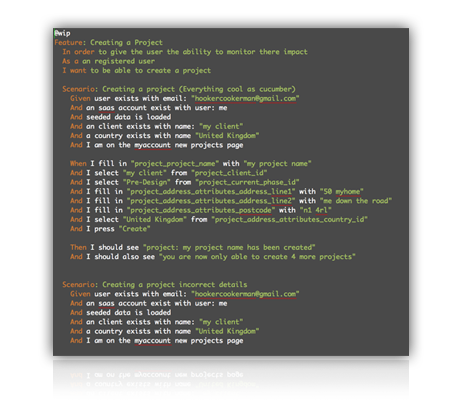 @wip
Feature: Creating a Project
In order to give the user the ability to monitor there impact
As a an registered user
I want to be able to create a project
Scenario: Creating a project (Everything cool as cucumber)
Given user exists with email: "hookercookerman@gmail.com"
And an saas account exist with user: me
And seeded data is loaded
And an client exists with name: "my client"
And a country exists with name "United Kingdom"
And I am on the myaccount new projects page
When I fill in "project_project_name" with "my project name"
And I select "my client" from "project_client_id"
And I select "Pre-Design" from "project_current_phase_id"
And I fill in "project_address_attributes_address_line1" with "50 myhome"
And I fill in "project_address_attributes_address_line2" with "me down the road"
And I fill in "project_address_attributes_postcode" with "n1 4rl"
And I select "United Kingdom" from "project_address_attributes_country_id"
And I press "Create"
Then I should see "project: my project name has been created"
And I should also see "you are now only able to create 4 more projects"
Scenario: Creating a project incorrect details
Given user exists with email: "hookercookerman@gmail.com"
And an saas account exist with user: me
And seeded data is loaded
And an client exists with name: "my client"
And a country exists with name "United Kingdom"
And I am on the myaccount new projects page